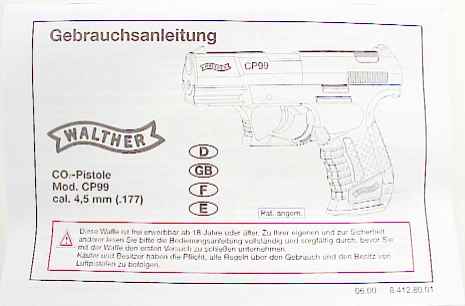 Gebrauchsanleitung
WALTHER
CP99
WALTHER
CO₂-Pistole
Mod. CP99
cal. 4,5 mm (.177)
D
GB
F
E
Pat. angem.
Diese Waffe ist frei erwerbbar ab 18 Jahre oder älter. Zu Ihrer eigenen und zur Sicherheit
anderer lesen Sie bitte die Bedienungsanleitung vollständig und sorgfältig durch, bevor Sie
mit der Waffe den ersten Versuch zu schießen unternehmen.
Käufer und Besitzer haben die Pflicht, alle Regeln über den Gebrauch und den Besitz von
Luftpistolen zu befolgen.
06.00 8.412.80.01